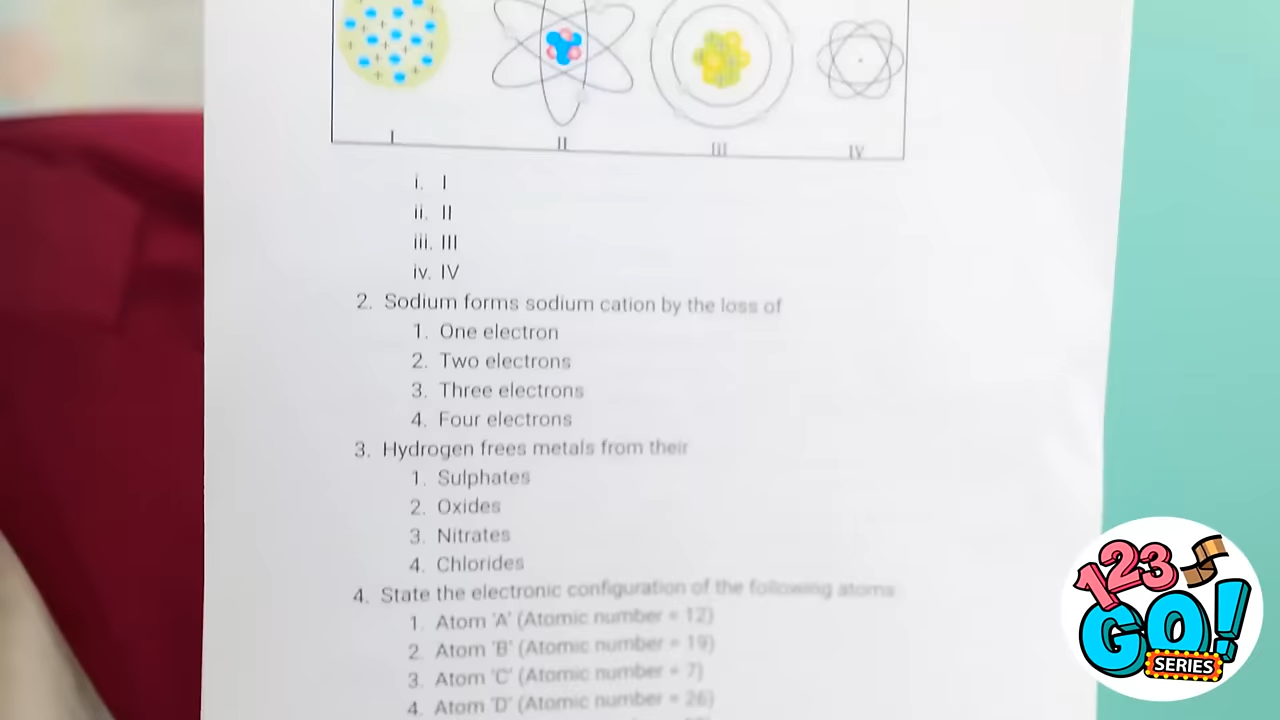 I II III IV
i. I
ii. II
iii. III
iv. IV
2. Sodium forms sodium cation by the loss of
1. One electron
2. Two electrons
3. Three electrons
4. Four electrons
3. Hydrogen frees metals from their
1. Sulphates
2. Oxides
3. Nitrates
4. Chlorides
4. State the electronic configuration of the following atoms
1. Atom 'A' (Atomic number = 12)
2. Atom 'B' (Atomic number = 19)
3. Atom 'C' (Atomic number = 7)
4. Atom 'D' (Atomic number = 26)
123
GO!
SERIES